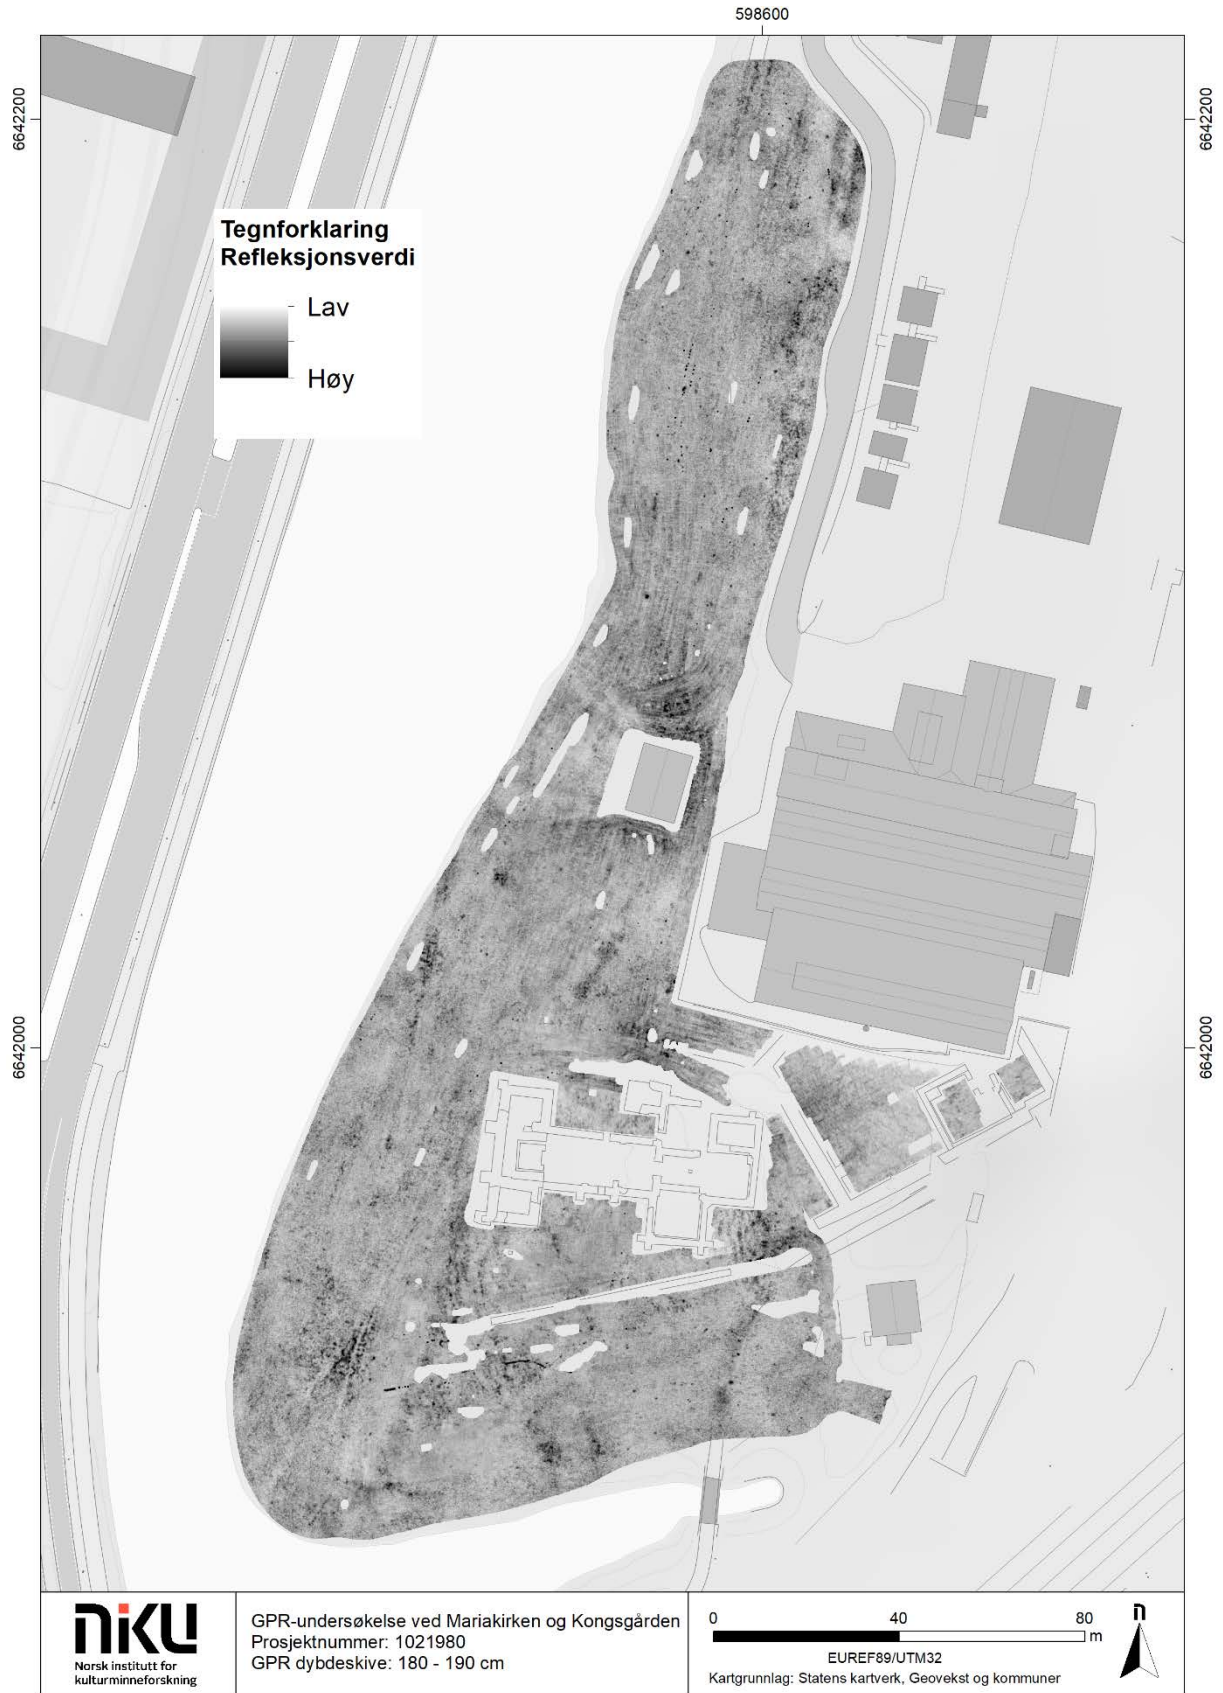 598600
6642200
6642200
Tegnforklaring
Refleksjonsverdi
Lav
Høy
6642000
6642000
niku
Norsk institutt for
kulturminneforskning
GPR-undersøkelse ved Mariakirken og Kongsgården
Prosjektnummer: 1021980
GPR dybdeskive: 180 - 190 cm
0 40 80
m
EUREF89/UTM32
Kartgrunnlag: Statens kartverk, Geovekst og kommuner
n